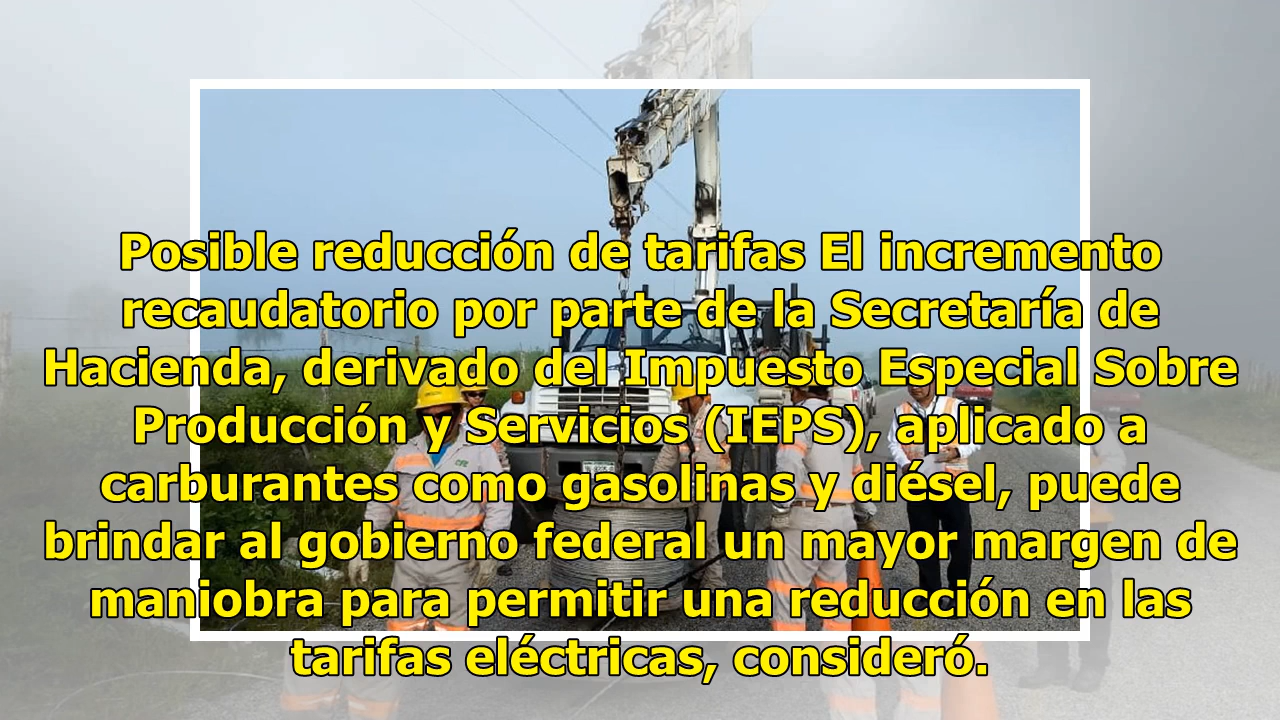 Posible reducción de tarifas El incremento
recaudatorio por parte de la Secretaría de
Hacienda, derivado del Impuesto Especial Sobre
Producción y Servicios (IEPS), aplicado a
carburantes como gasolinas y diésel, puede
brindar al gobierno federal un mayor margen de
maniobra para permitir una reducción en las
tarifas eléctricas, consideró.